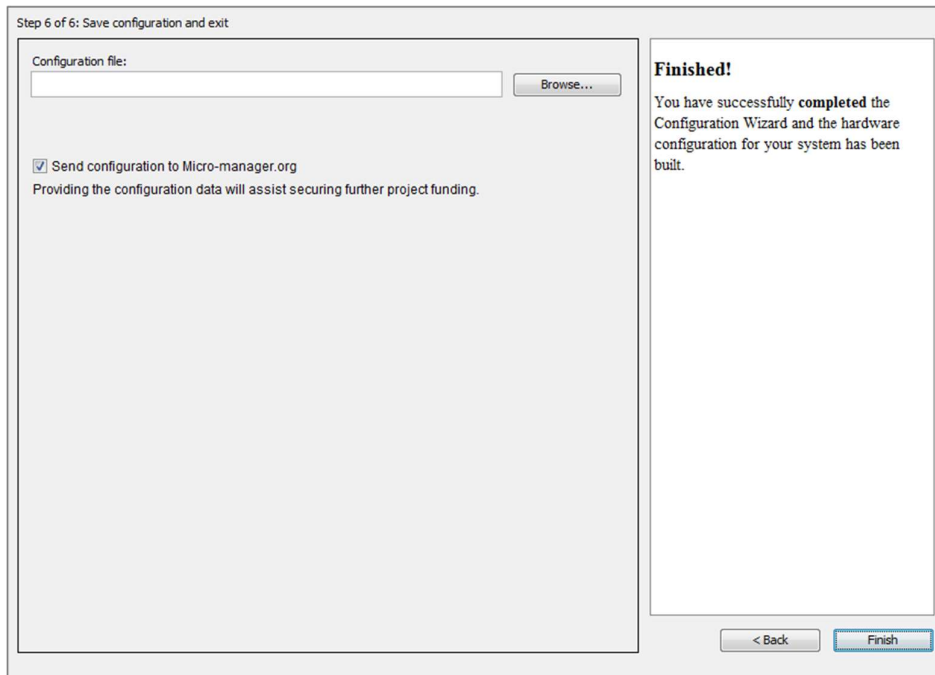 Step 6 of 6: Save configuration and exit
Configuration file:
Browse...
Send configuration to Micro-manager.org
Providing the configuration data will assist securing further project funding.
Finished!
You have successfully completed the
Configuration Wizard and the hardware
configuration for your system has been
built.
< Back
Finish